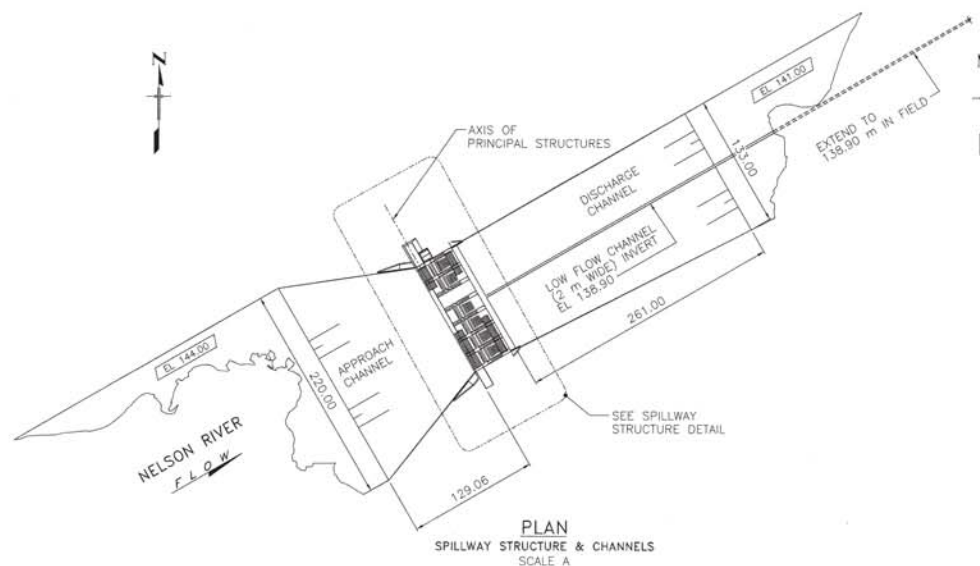 N
AXIS OF
PRINCIPAL STRUCTURES
EL 141.00
EXTEND TO
138.90 m IN FIELD
133.00
DISCHARGE
CHANNEL
LOW FLOW CHANNEL
(2 m WIDE) INVERT
EL 138.90
261.00
EL 144.00
APPROACH
CHANNEL
220.00
NELSON RIVER
FLOW
129.06
SEE SPILLWAY
STRUCTURE DETAIL
PLAN
SPILLWAY STRUCTURE & CHANNELS
SCALE A